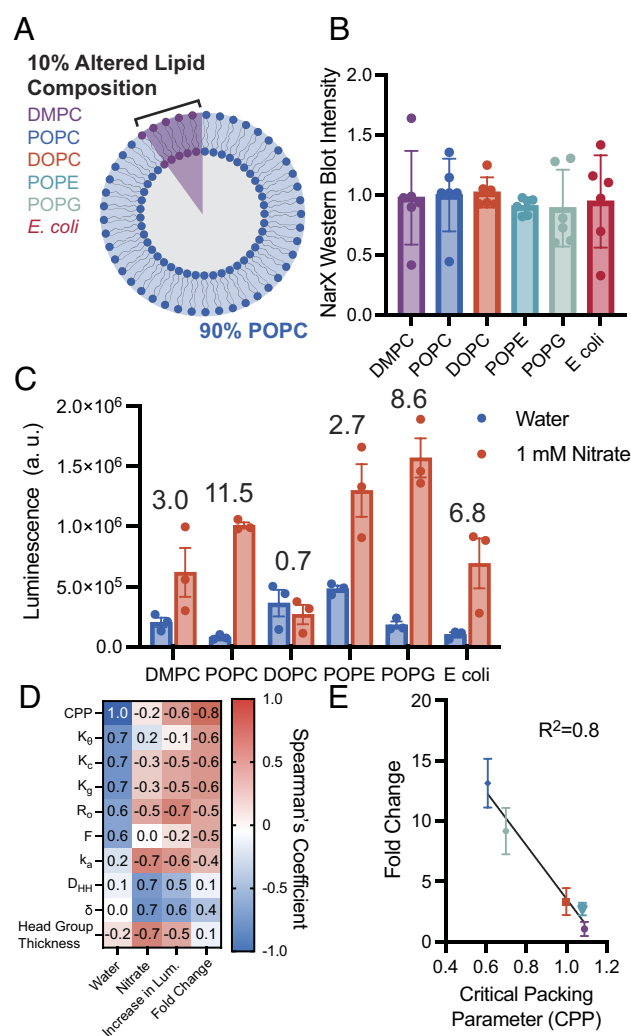 A
10% Altered Lipid
Composition
DMPC
POPC
DOPC
POPE
POPG
E. coli
90% POPC
B
NarX Western Blot Intensity
2.0
1.5
1.0
0.5
0.0
DMPC
POPC
DOPC
POPE
POPG
E coli
C
Luminescence (a. u.)
2.0×10⁶
1.5×10⁶
1.0×10⁶
5.0×10⁵
0.0
3.0
11.5
0.7
2.7
8.6
6.8
Water
1 mM Nitrate
DMPC POPC DOPC POPE POPG E coli
D
CPP 1.0 -0.2 -0.6 -0.8
Kθ 0.7 0.2 -0.1 -0.6
Kc 0.7 -0.3 -0.5 -0.6
Kg 0.7 -0.3 -0.5 -0.6
Ro 0.6 -0.5 -0.7 -0.5
F 0.6 0.0 -0.2 -0.5
ka 0.2 -0.7 -0.6 -0.4
DHH 0.1 0.7 0.5 0.1
δ 0.0 0.7 0.6 0.4
Head Group
Thickness -0.2 -0.7 -0.5 0.1
Water
Nitrate
Increase in Lum.
Fold Change
1.0
0.5
0
-0.5
-1.0
Spearman's Coefficient
E
R²=0.8
Fold Change
20
15
10
5
0
0.4 0.6 0.8 1.0 1.2
Critical Packing
Parameter (CPP)